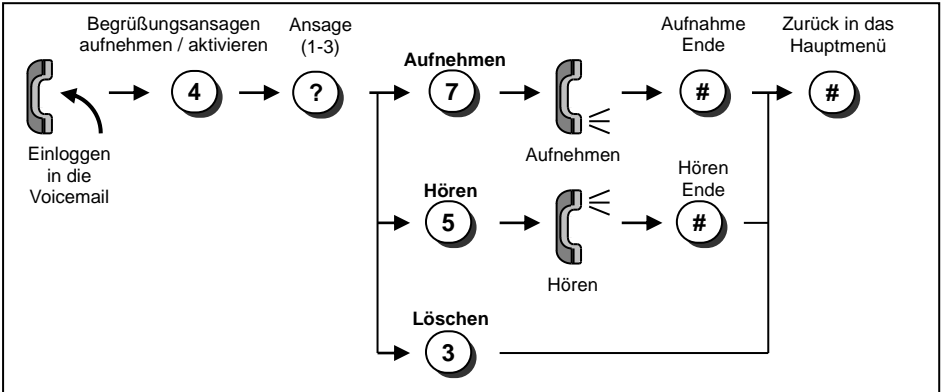 Begrüßungsansagen
aufnehmen / aktivieren
Ansage
(1-3)
Aufnahme
Ende
Zurück in das
Hauptmenü
Aufnehmen
4
?
7
#
#
Einloggen
in die
Voicemail
Aufnehmen
Hören
Hören
Ende
5
#
Hören
Löschen
3